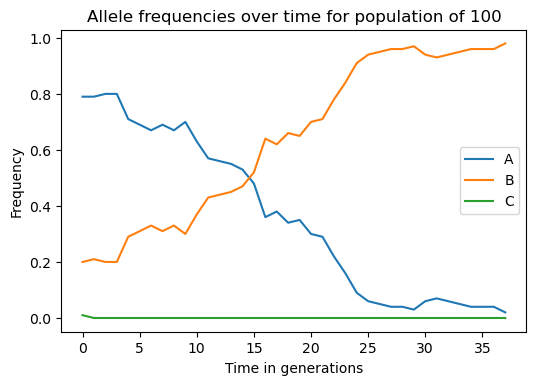 Allele frequencies over time for population of 100
Frequency
1.0
0.8
0.6
0.4
0.2
0.0
A
B
C
0 5 10 15 20 25 30 35
Time in generations